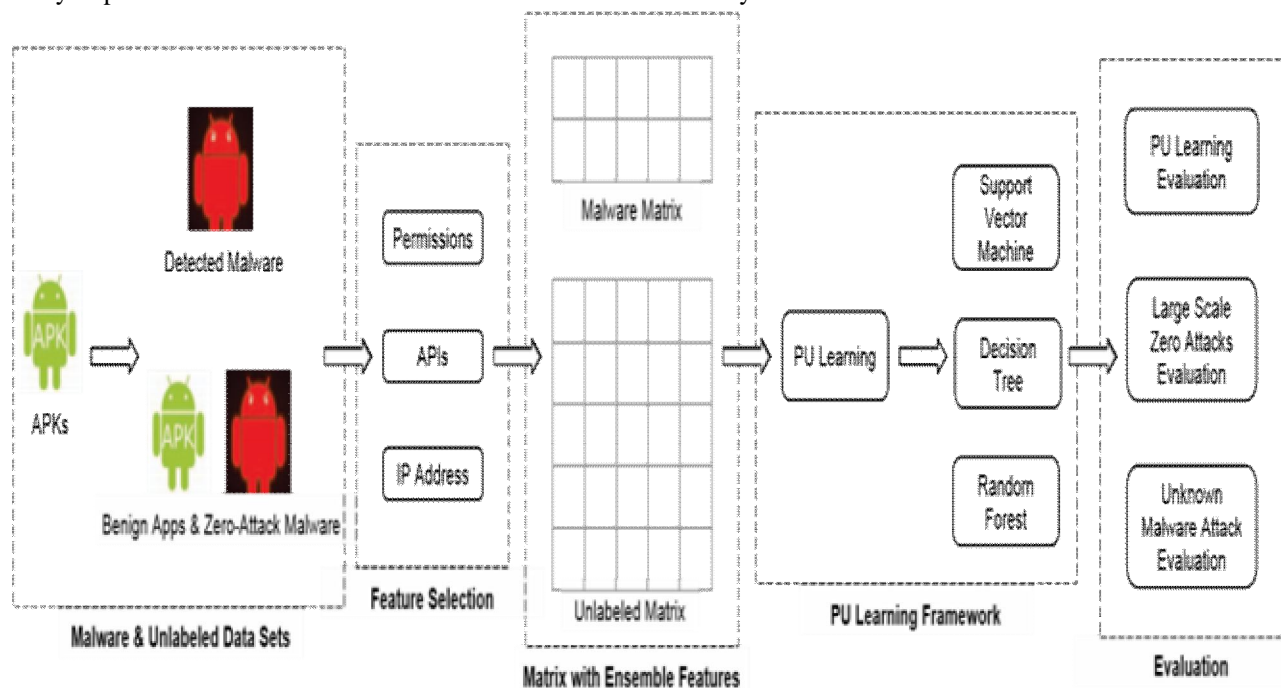 APK
APKs
Detected Malware
APK
Benign Apps & Zero-Attack Malware
Malware & Unlabeled Data Sets
Permissions
APIs
IP Address
Feature Selection
Malware Matrix
Unlabeled Matrix
Matrix with Ensemble Features
PU Learning
Support
Vector
Machine
Decision
Tree
Random
Forest
PU Learning Framework
PU Learning
Evaluation
Large Scale
Zero Attacks
Evaluation
Unknown
Malware Attack
Evaluation
Evaluation